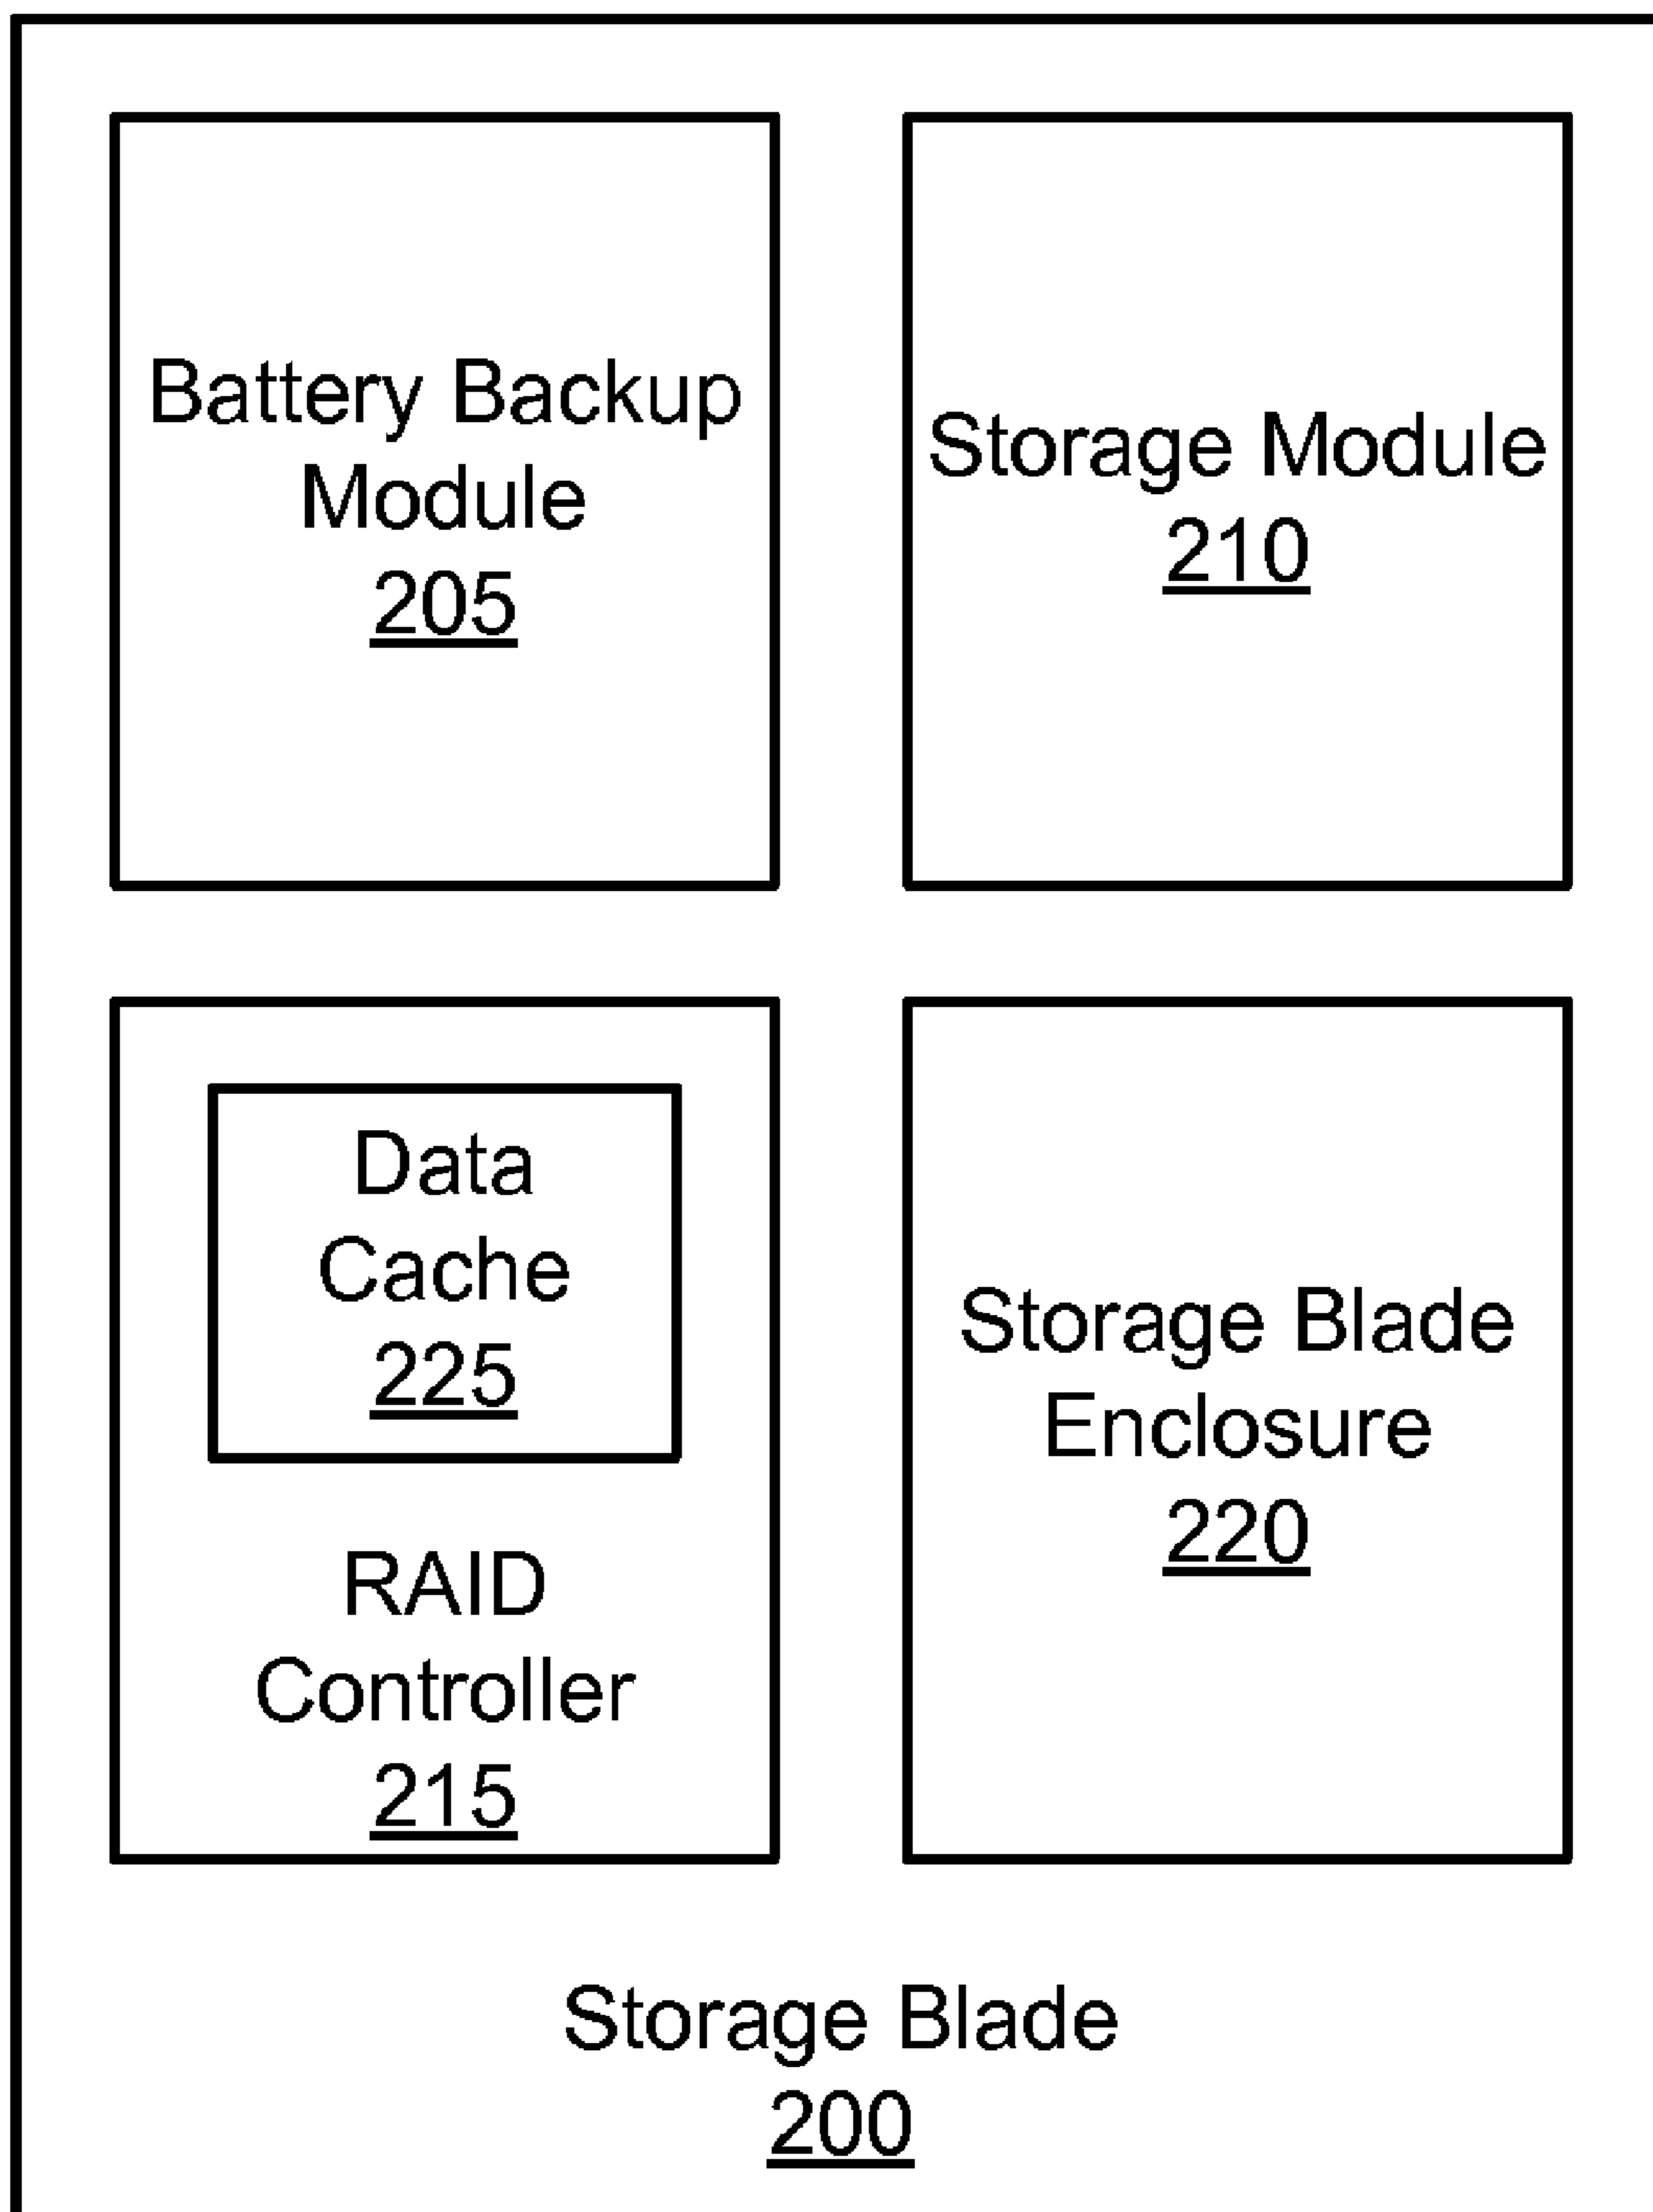 Battery Backup
Module
205
Storage Module
210
Data
Cache
225
RAID
Controller
215
Storage Blade
Enclosure
220
Storage Blade
200